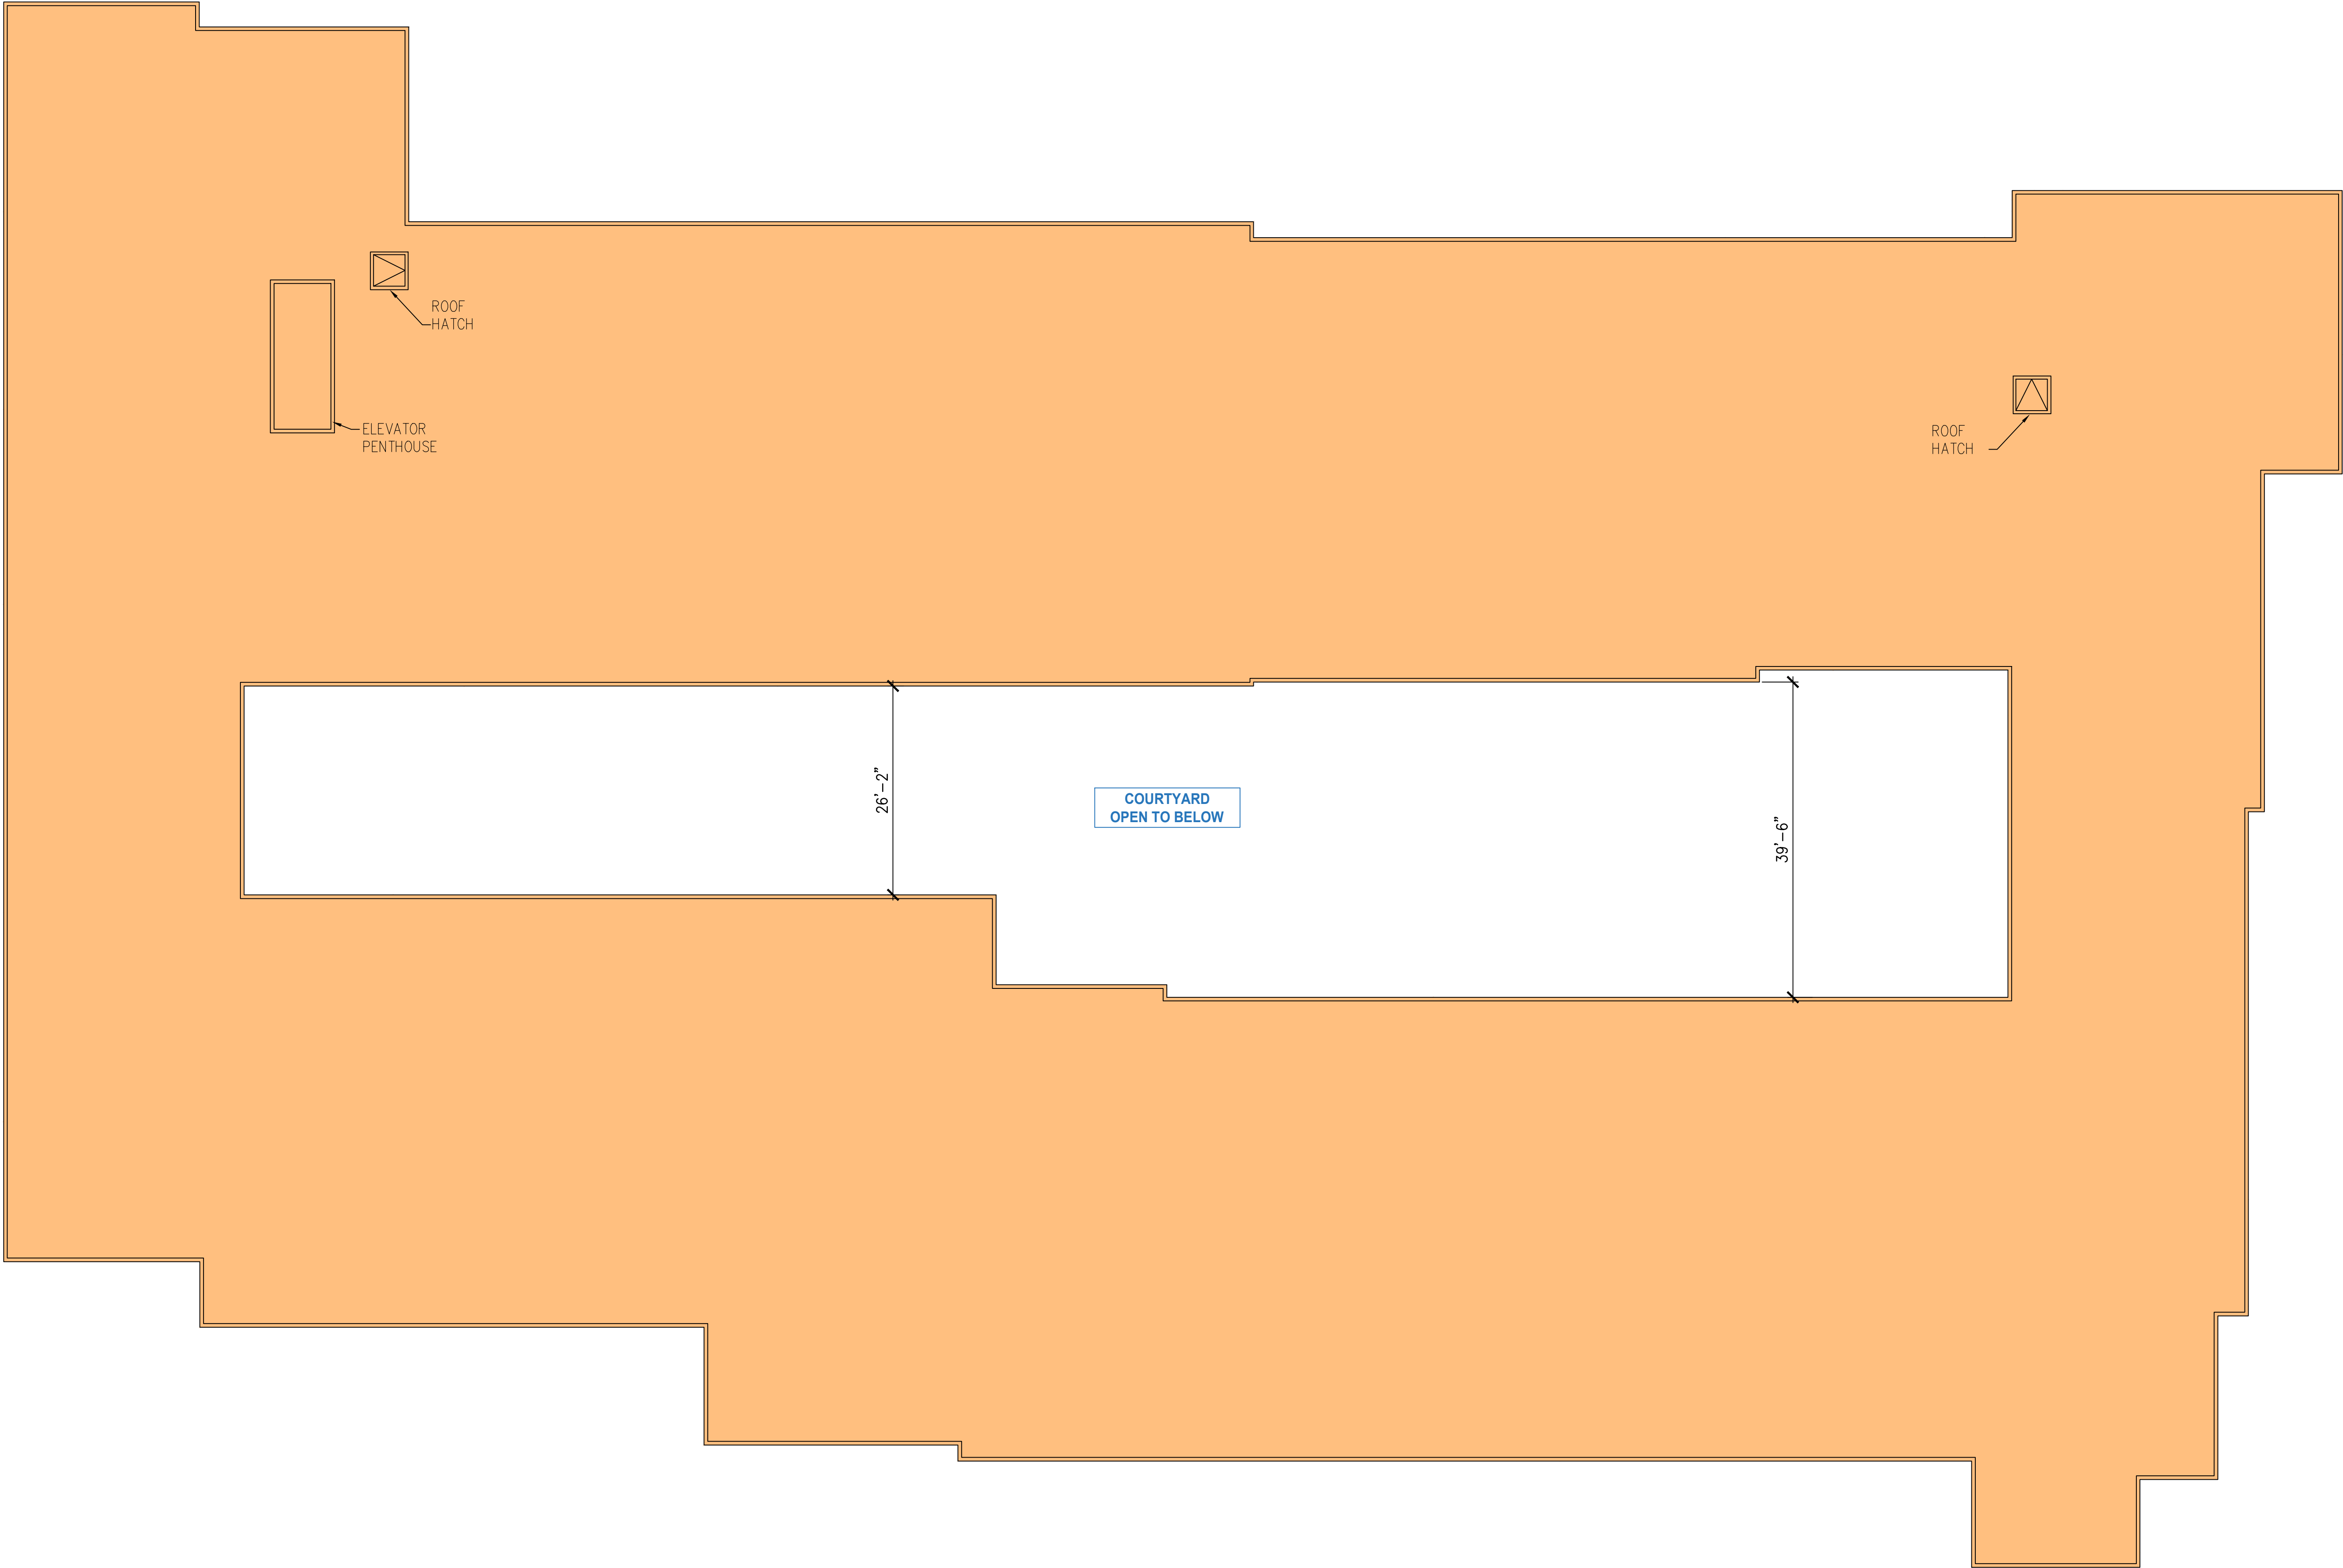 ROOF
HATCH
ELEVATOR
PENTHOUSE
ROOF
HATCH
26'-2"
COURTYARD
OPEN TO BELOW
39'-6"